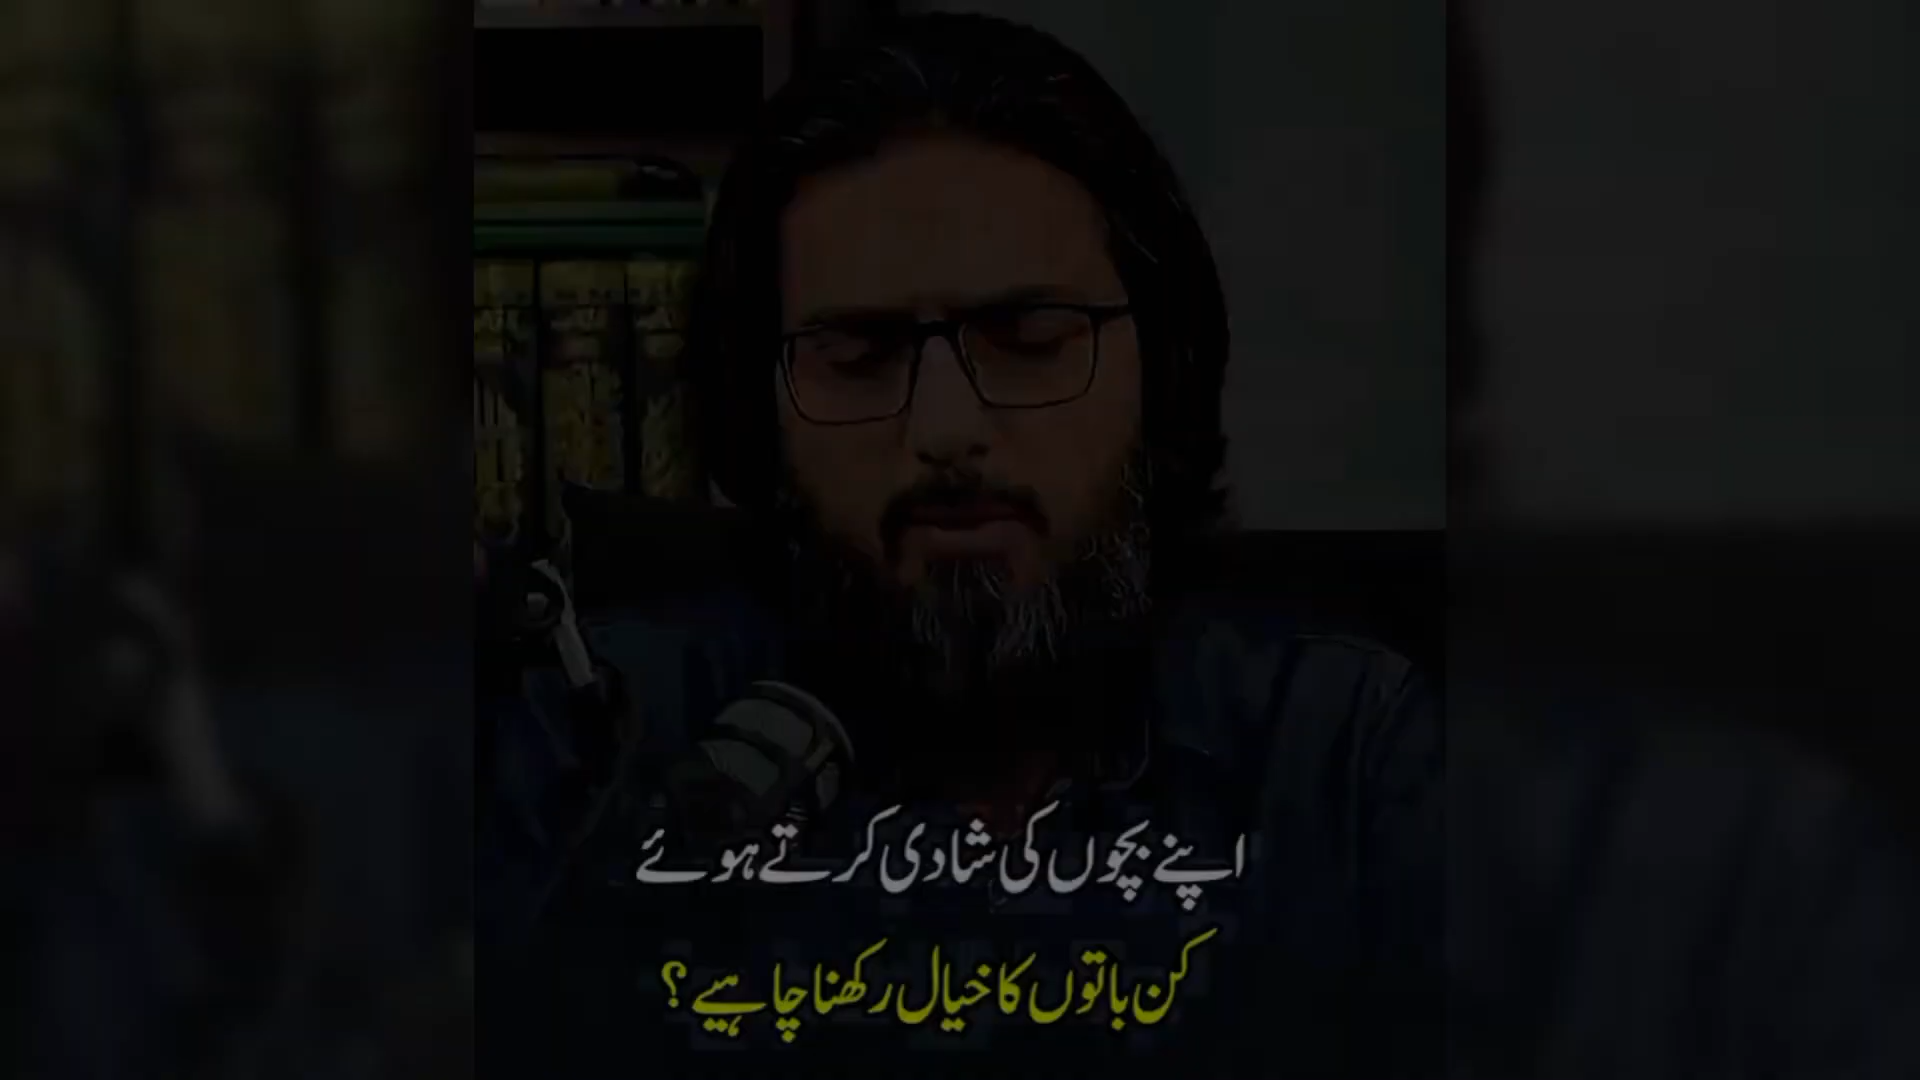 اپنے بچوں کی شادی کرتے ہوئے
کن باتوں کا خیال رکھنا چاہیے؟